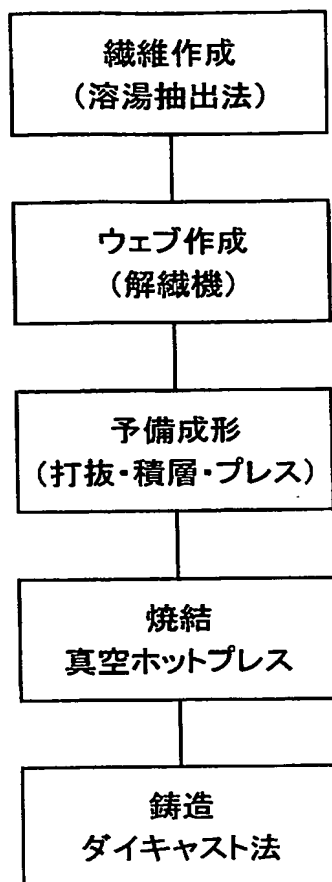 繊維作成
(溶湯抽出法)
ウェブ作成
(解繊機)
予備成形
(打抜・積層・プレス)
焼結
真空ホットプレス
鋳造
ダイキャスト法